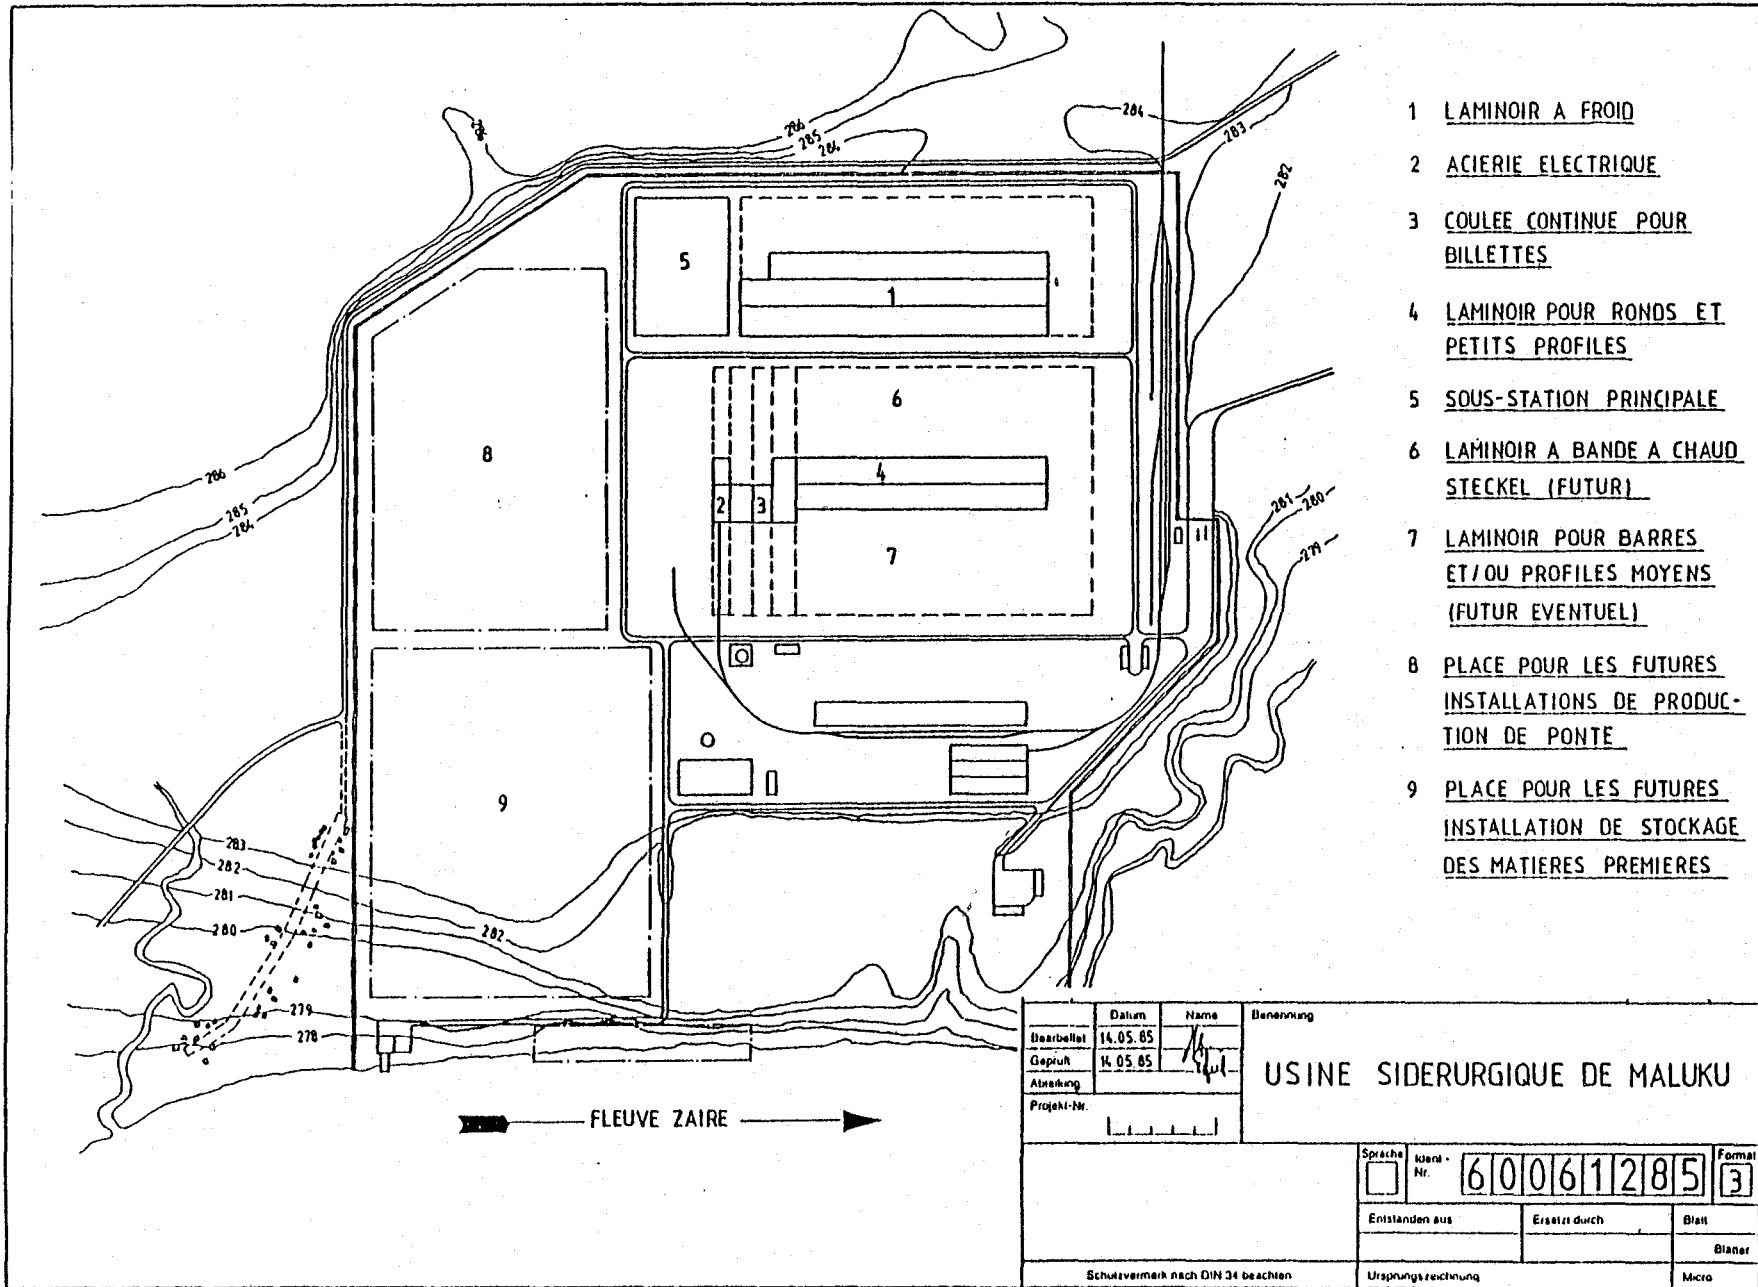 286
285
284
284
283
282
5
1
6
8
4
2
3
7
286
285
284
281
280
279
9
283
282
281
280
282
279
278
FLEUVE ZAIRE
1 LAMINOIR A FROID
2 ACIERIE ELECTRIQUE
3 COULEE CONTINUE POUR
BILLETTES
4 LAMINOIR POUR RONDS ET
PETITS PROFILES
5 SOUS-STATION PRINCIPALE
6 LAMINOIR A BANDE A CHAUD
STECKEL (FUTUR)
7 LAMINOIR POUR BARRES
ET/OU PROFILES MOYENS
(FUTUR EVENTUEL)
8 PLACE POUR LES FUTURES
INSTALLATIONS DE PRODUC-
TION DE PONTE
9 PLACE POUR LES FUTURES
INSTALLATION DE STOCKAGE
DES MATIERES PREMIERES
Datum Name Benennung
Bearbeitet 14.05.85
Geprüft 14.05.85
Abteilung
Projekt-Nr.
USINE SIDERURGIQUE DE MALUKU
Sprache Ident-Nr. 60061285 Format 3
Entstanden aus Ersetzt durch Blatt
Blätter
Schutzvermerk nach DIN 34 beachten Ursprungszeichnung Micro